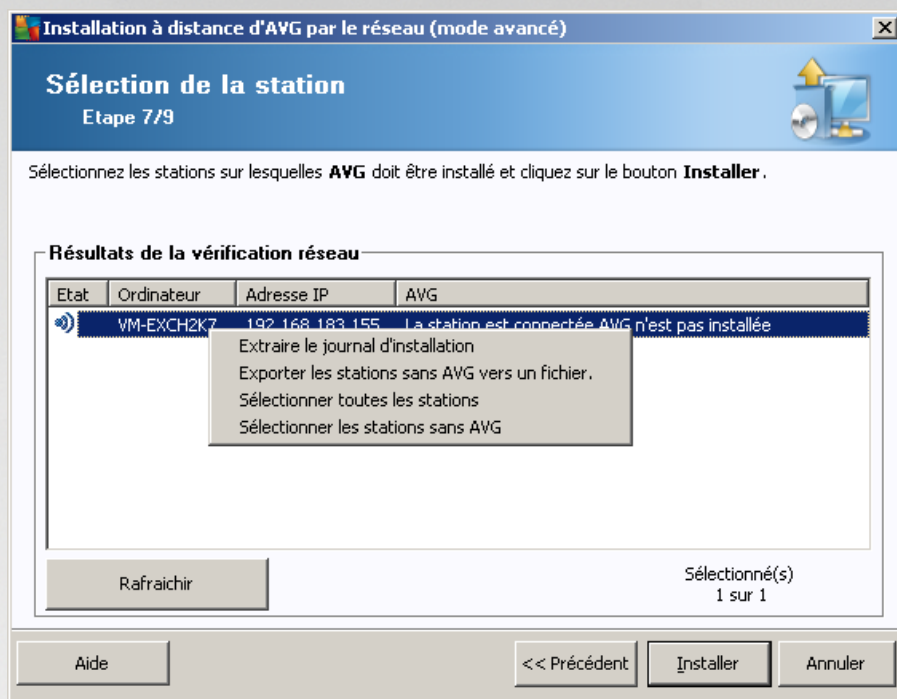 Installation à distance d'AVG par le réseau (mode avancé)
Sélection de la station
Etape 7/9
Sélectionnez les stations sur lesquelles AVG doit être installé et cliquez sur le bouton Installer.
Résultats de la vérification réseau
Etat Ordinateur Adresse IP AVG
VM-EXCH2K7 192.168.183.155 La station est connectée AVG n'est pas installée
Extraire le journal d'installation
Exporter les stations sans AVG vers un fichier.
Sélectionner toutes les stations
Sélectionner les stations sans AVG
Rafraichir
Sélectionné(s)
1 sur 1
Aide << Précédent Installer Annuler